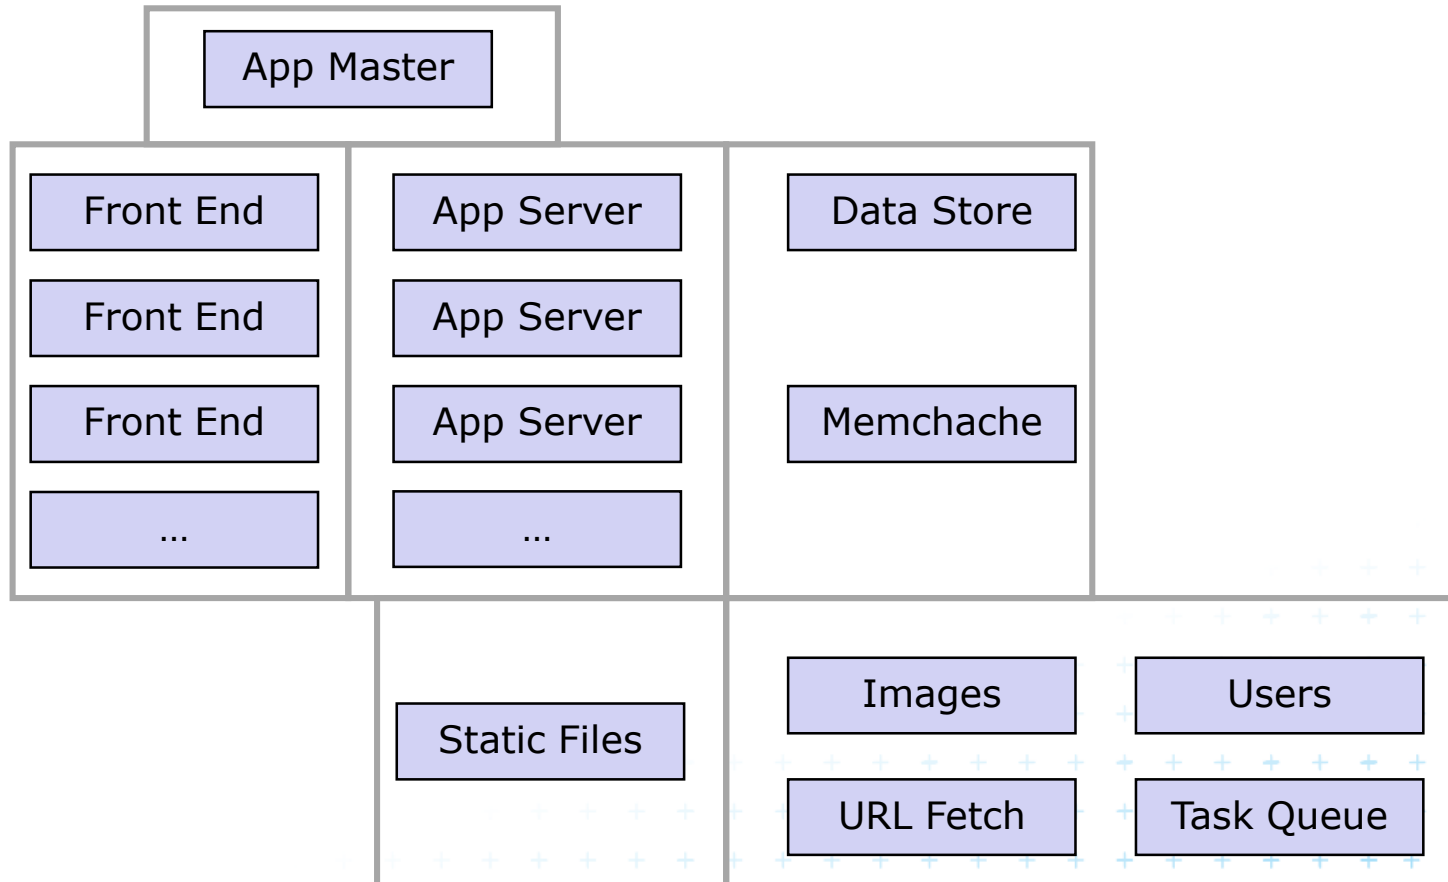 App Master
Front End
App Server
Data Store
Front End
App Server
Front End
App Server
Memchache
...
...
Images
Users
Static Files
URL Fetch
Task Queue